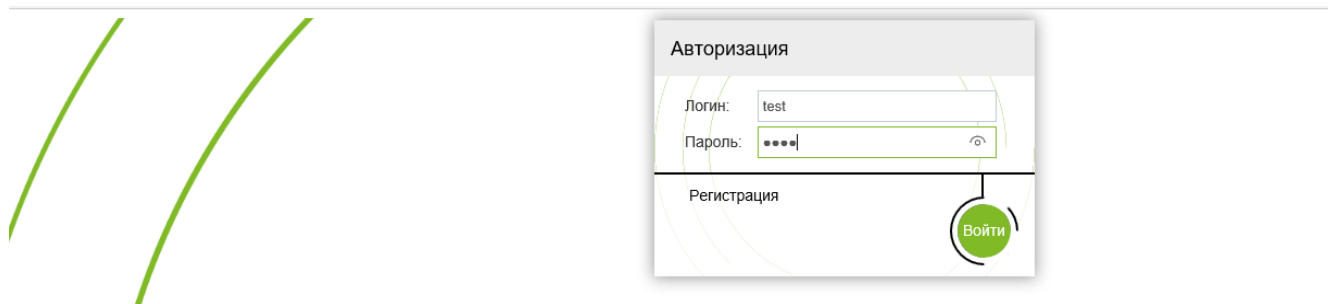 Авторизация
Логин: test
Пароль: ••••
Регистрация
Войти